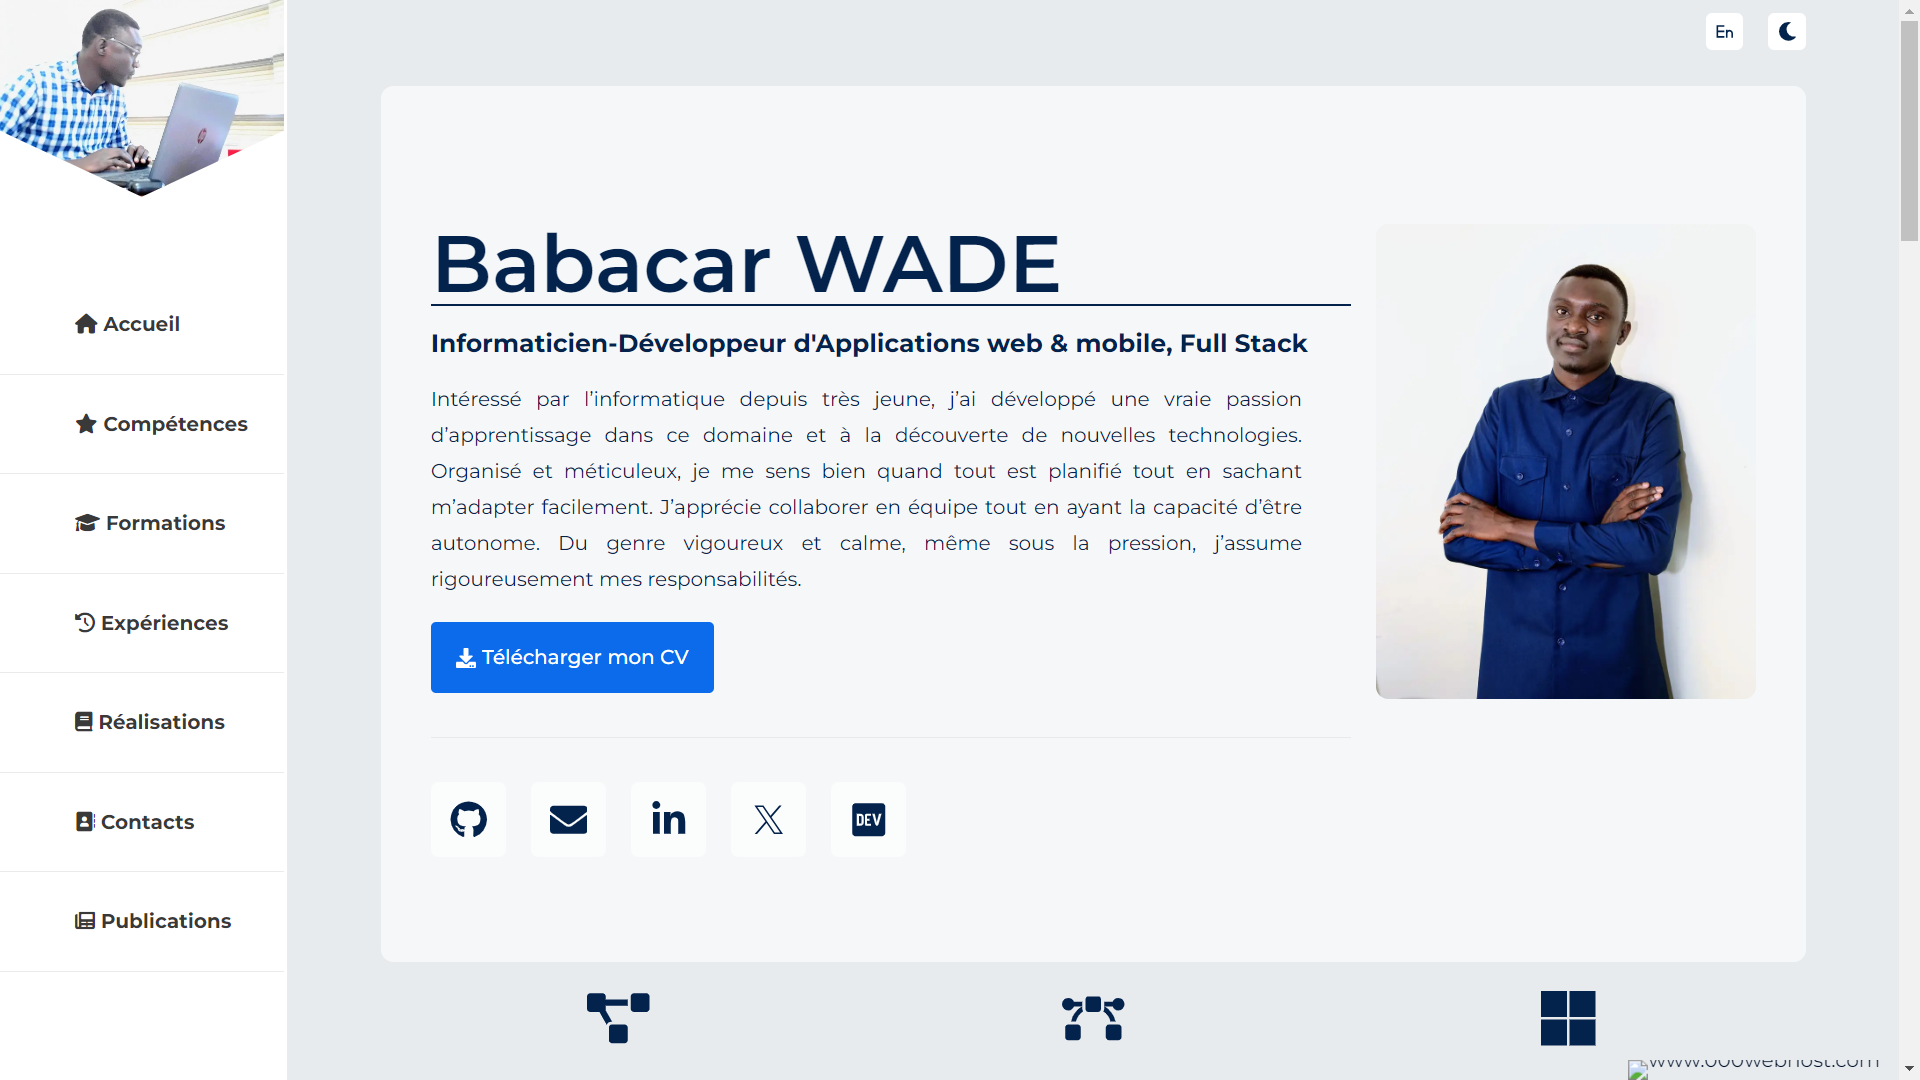 En
Accueil
Compétences
Formations
Expériences
Réalisations
Contacts
Publications
Babacar WADE
Informaticien-Développeur d'Applications web & mobile, Full Stack
Intéressé par l’informatique depuis très jeune, j’ai développé une vraie passion
d’apprentissage dans ce domaine et à la découverte de nouvelles technologies.
Organisé et méticuleux, je me sens bien quand tout est planifié tout en sachant
m’adapter facilement. J’apprécie collaborer en équipe tout en ayant la capacité d’être
autonome. Du genre vigoureux et calme, même sous la pression, j’assume
rigoureusement mes responsabilités.
Télécharger mon CV
DEV
www.000webhost.com